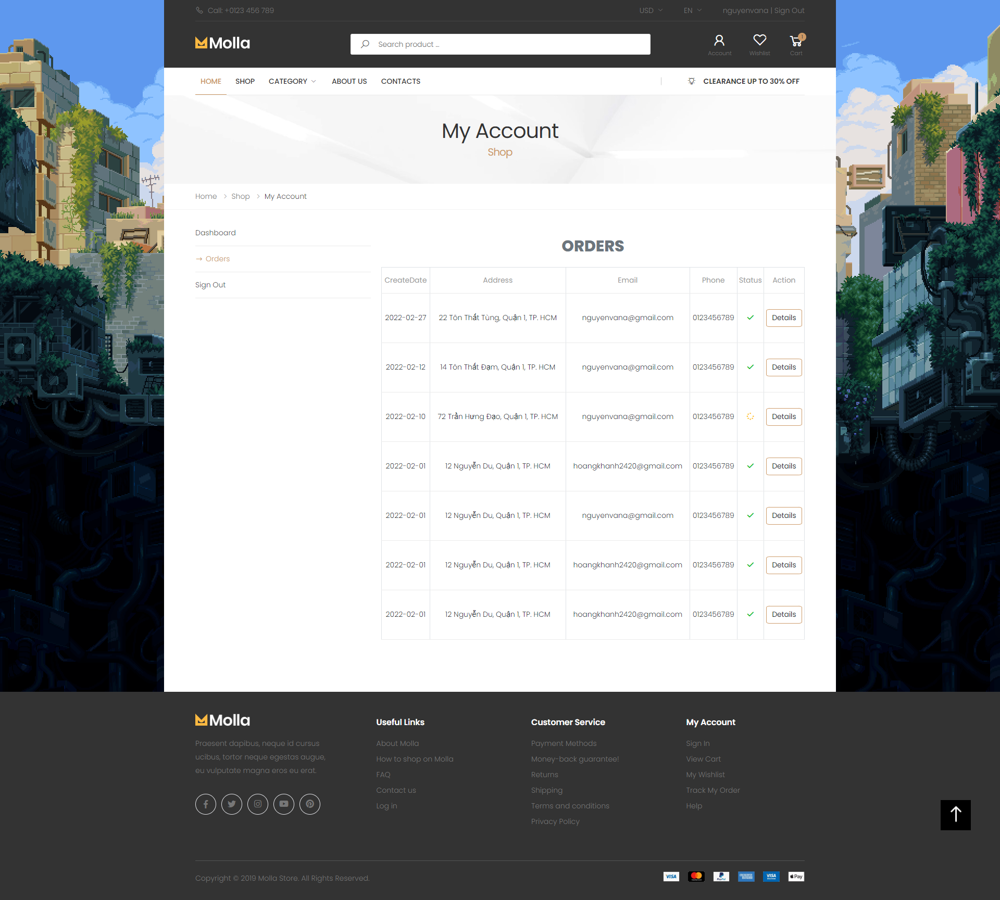 Call: +0123 456 789
USD
EN
nguyenvana | Sign Out
Molla
Search product ...
Account
Wishlist
1
Cart
HOME SHOP CATEGORY ABOUT US CONTACTS
CLEARANCE UP TO 30% OFF
My Account
Shop
Home Shop My Account
Dashboard
Orders
Sign Out
ORDERS
CreateDate Address Email Phone Status Action
2022-02-27 22 Tôn Thất Tùng, Quận 1, TP. HCM nguyenvana@gmail.com 0123456789 Details
2022-02-12 14 Tôn Thất Đạm, Quận 1, TP. HCM nguyenvana@gmail.com 0123456789 Details
2022-02-10 72 Trần Hưng Đạo, Quận 1, TP. HCM nguyenvana@gmail.com 0123456789 Details
2022-02-01 12 Nguyễn Du, Quận 1, TP. HCM hoangkhanh2420@gmail.com 0123456789 Details
2022-02-01 12 Nguyễn Du, Quận 1, TP. HCM nguyenvana@gmail.com 0123456789 Details
2022-02-01 12 Nguyễn Du, Quận 1, TP. HCM hoangkhanh2420@gmail.com 0123456789 Details
2022-02-01 12 Nguyễn Du, Quận 1, TP. HCM hoangkhanh2420@gmail.com 0123456789 Details
Molla
Praesent dapibus, neque id cursus
ucibus, tortor neque egestas augue,
eu vulputate magna eros eu erat.
Useful Links
About Molla
How to shop on Molla
FAQ
Contact us
Log in
Customer Service
Payment Methods
Money-back guarantee!
Returns
Shipping
Terms and conditions
Privacy Policy
My Account
Sign In
View Cart
My Wishlist
Track My Order
Help
Copyright © 2019 Molla Store. All Rights Reserved.
VISA
PayPal
VISA
Pay